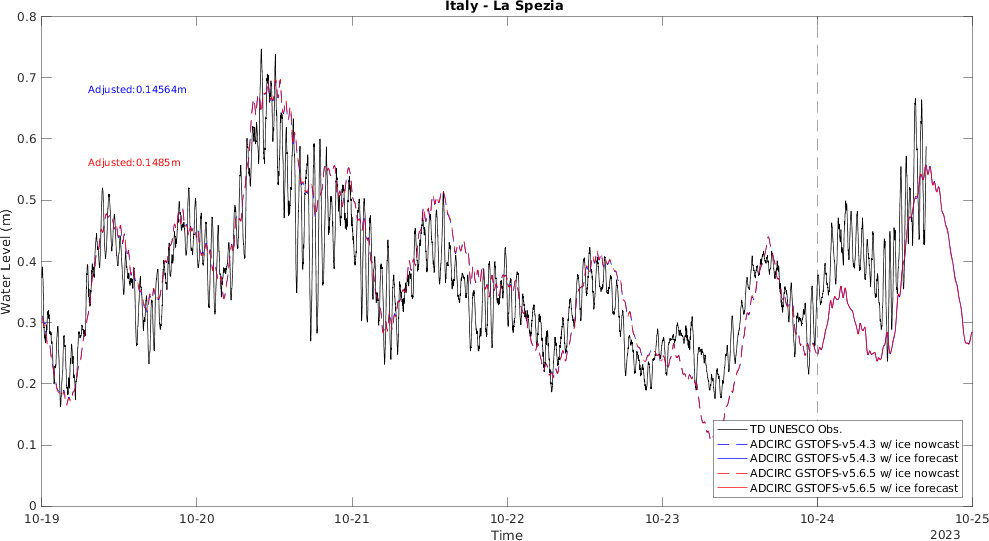 Italy - La Spezia
0.8
0.7
0.6
0.5
0.4
0.3
0.2
0.1
0
Water Level (m)
Adjusted:0.14564m
Adjusted:0.1485m
TD UNESCO Obs.
ADCIRC GSTOFS-v5.4.3 w/ ice nowcast
ADCIRC GSTOFS-v5.4.3 w/ ice forecast
ADCIRC GSTOFS-v5.6.5 w/ ice nowcast
ADCIRC GSTOFS-v5.6.5 w/ ice forecast
10-19 10-20 10-21 10-22 10-23 10-24 10-25
Time
2023